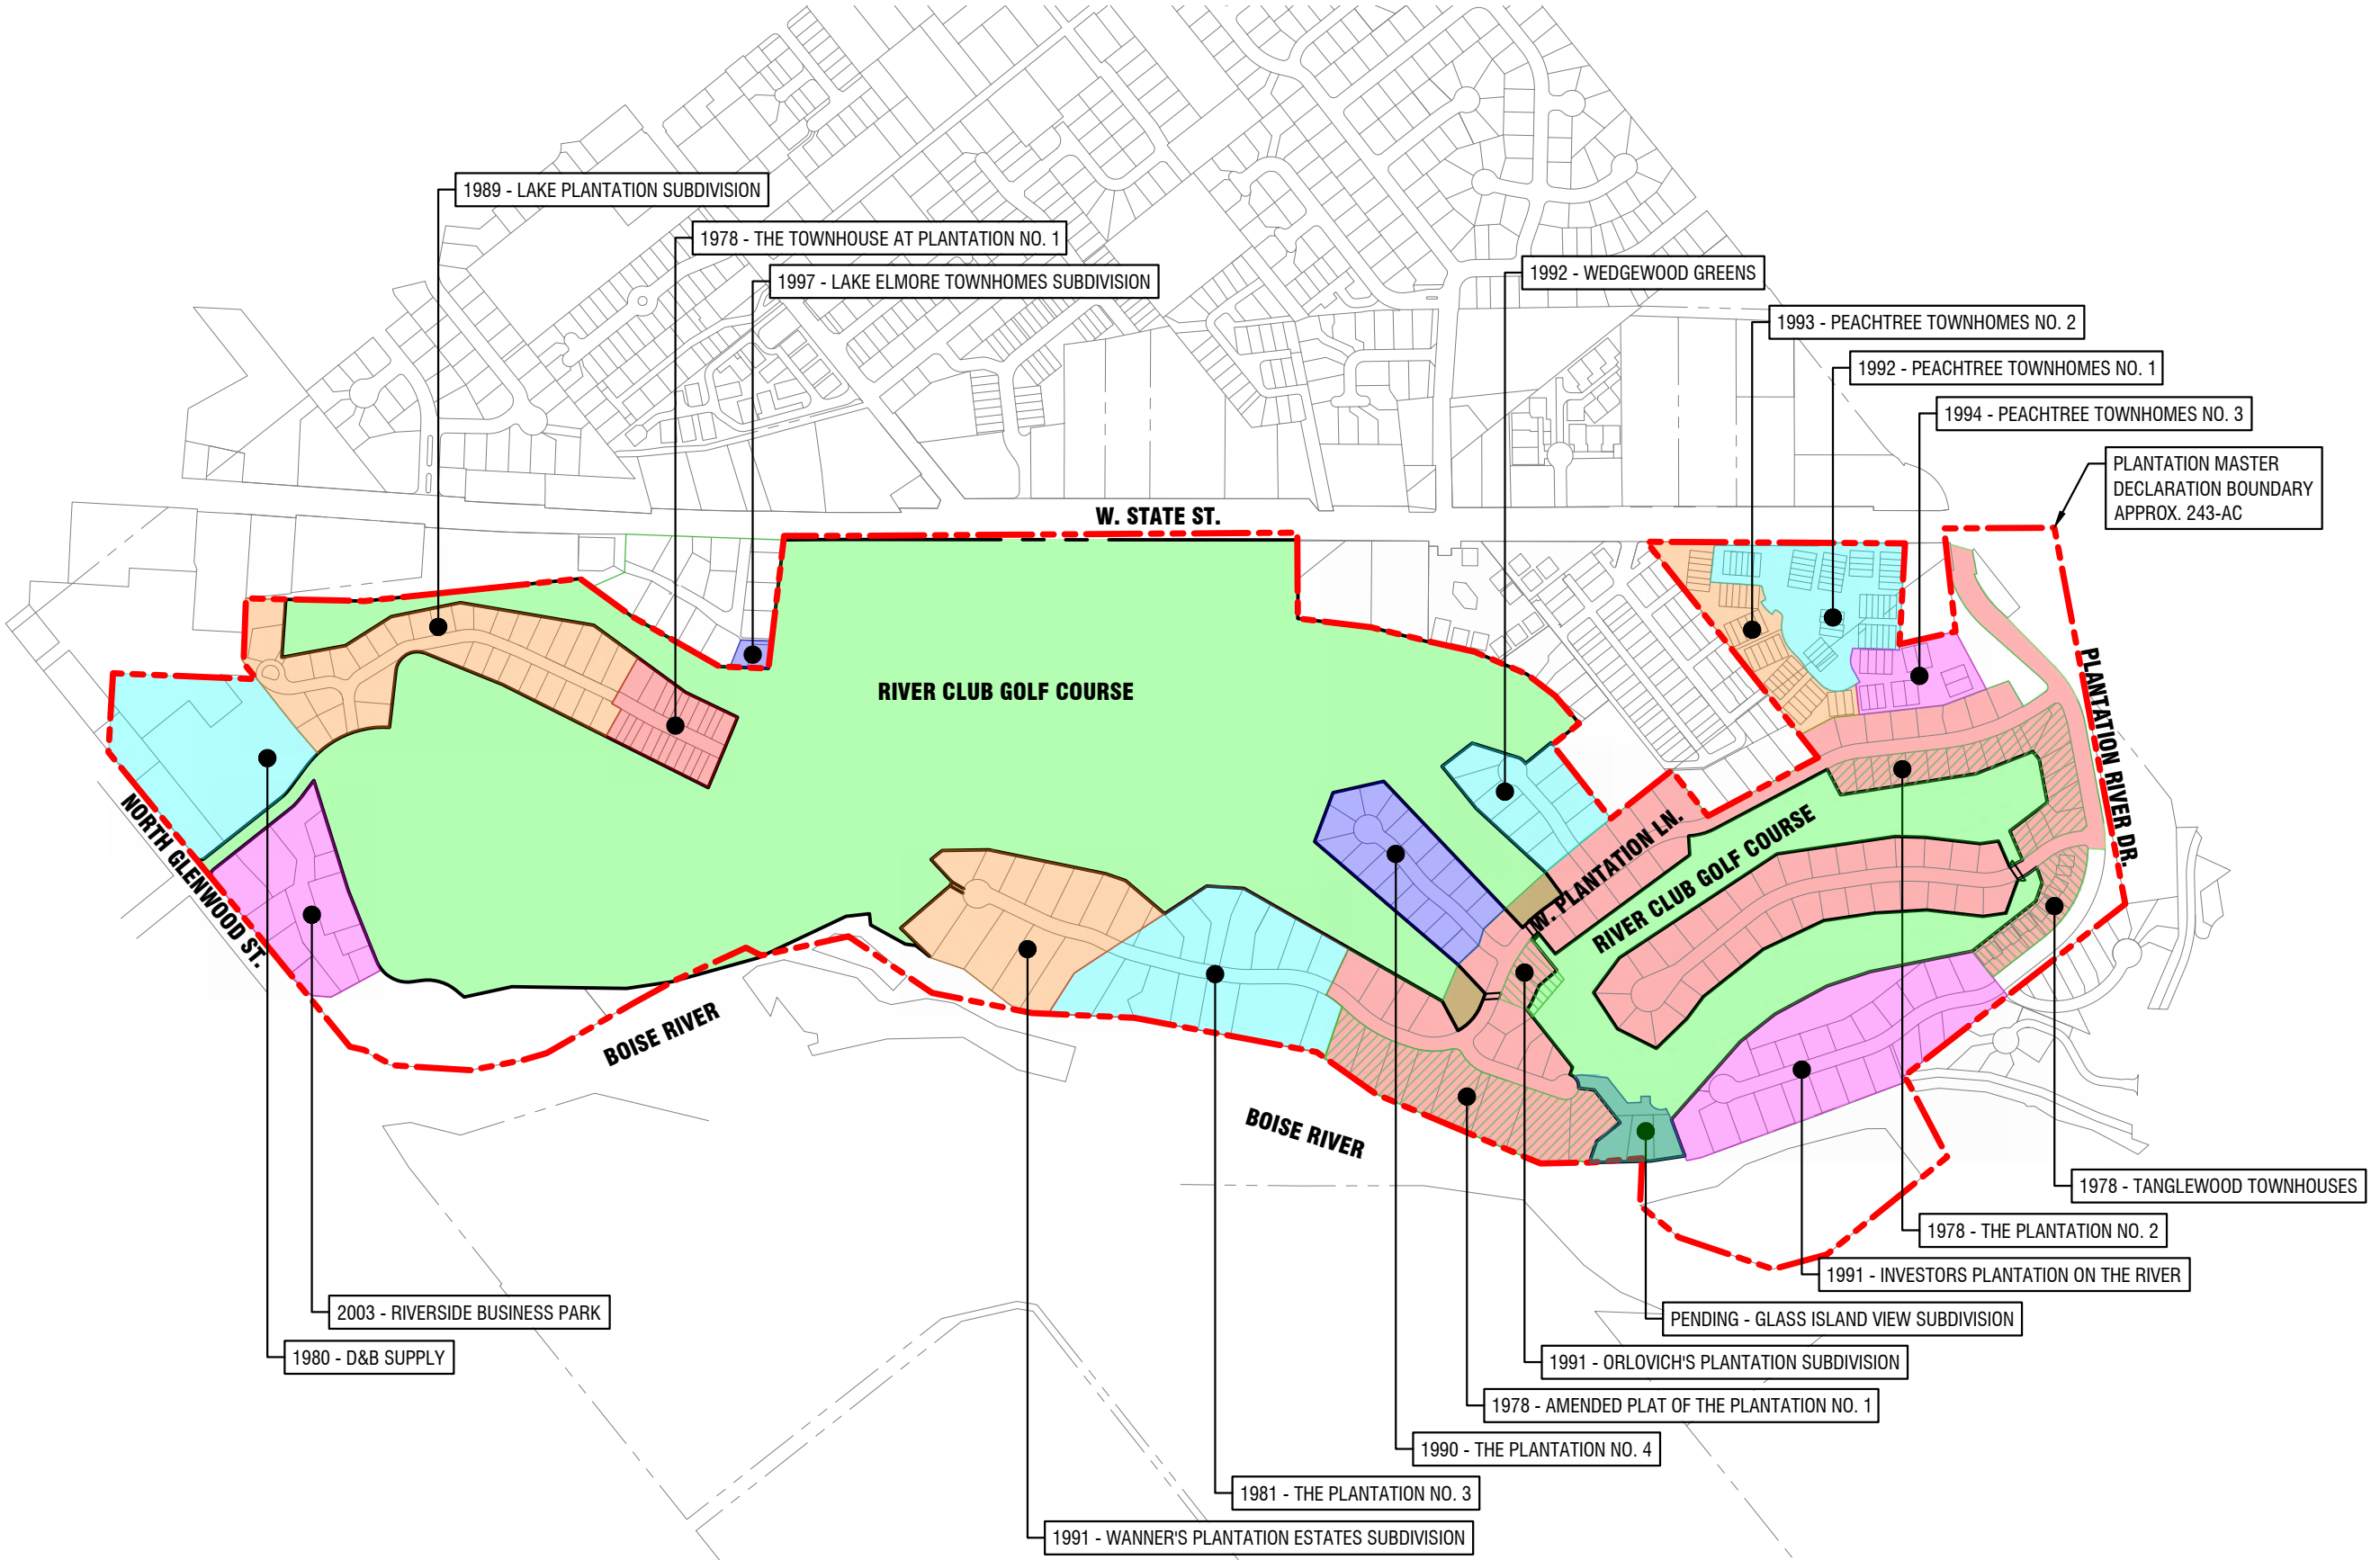 1989 - LAKE PLANTATION SUBDIVISION
1978 - THE TOWNHOUSE AT PLANTATION NO. 1
1997 - LAKE ELMORE TOWNHOMES SUBDIVISION
1992 - WEDGEWOOD GREENS
1993 - PEACHTREE TOWNHOMES NO. 2
1992 - PEACHTREE TOWNHOMES NO. 1
1994 - PEACHTREE TOWNHOMES NO. 3
PLANTATION MASTER
DECLARATION BOUNDARY
APPROX. 243-AC
W. STATE ST.
RIVER CLUB GOLF COURSE
PLANTATION RIVER DR.
NORTH GLENWOOD ST.
W. PLANTATION LN.
RIVER CLUB GOLF COURSE
BOISE RIVER
BOISE RIVER
1978 - TANGLEWOOD TOWNHOUSES
1978 - THE PLANTATION NO. 2
1991 - INVESTORS PLANTATION ON THE RIVER
PENDING - GLASS ISLAND VIEW SUBDIVISION
2003 - RIVERSIDE BUSINESS PARK
1980 - D&B SUPPLY
1991 - ORLOVICH'S PLANTATION SUBDIVISION
1978 - AMENDED PLAT OF THE PLANTATION NO. 1
1990 - THE PLANTATION NO. 4
1981 - THE PLANTATION NO. 3
1991 - WANNER'S PLANTATION ESTATES SUBDIVISION